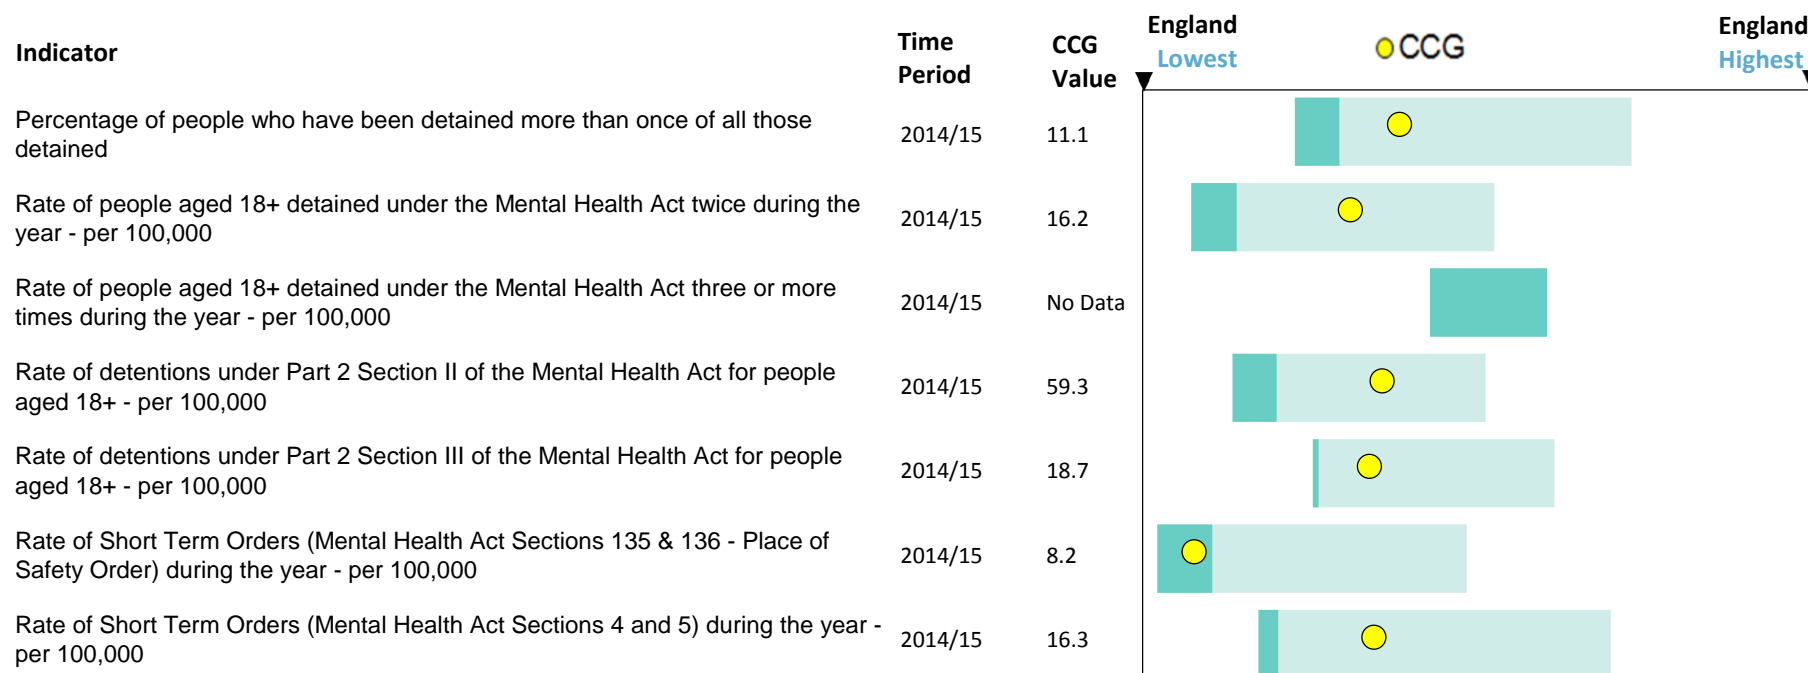 Indicator
Time
Period
CCG
Value
England
Lowest
CCG
England
Highest
Percentage of people who have been detained more than once of all those
detained
2014/15
11.1
Rate of people aged 18+ detained under the Mental Health Act twice during the
year - per 100,000
2014/15
16.2
Rate of people aged 18+ detained under the Mental Health Act three or more
times during the year - per 100,000
2014/15
No Data
Rate of detentions under Part 2 Section II of the Mental Health Act for people
aged 18+ - per 100,000
2014/15
59.3
Rate of detentions under Part 2 Section III of the Mental Health Act for people
aged 18+ - per 100,000
2014/15
18.7
Rate of Short Term Orders (Mental Health Act Sections 135 & 136 - Place of
Safety Order) during the year - per 100,000
2014/15
8.2
Rate of Short Term Orders (Mental Health Act Sections 4 and 5) during the year -
per 100,000
2014/15
16.3